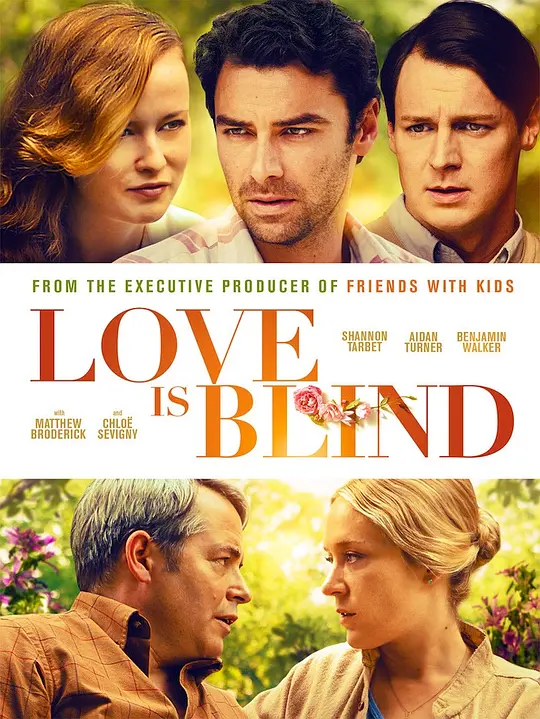 FROM THE EXECUTIVE PRODUCER OF FRIENDS WITH KIDS
LOVE
IS BLIND
SHANNON
TARBET
AIDAN
TURNER
BENJAMIN
WALKER
with
MATTHEW
BRODERICK
and
CHLOË
SEVIGNY